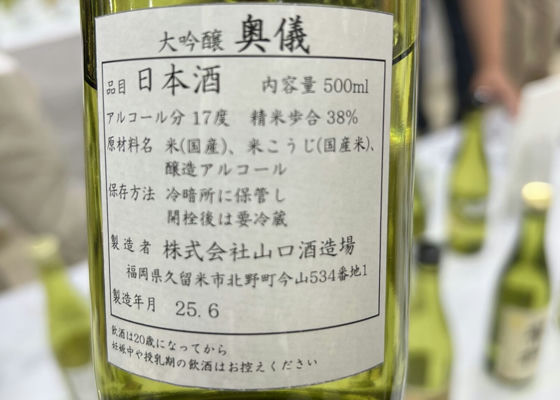 大吟醸 奥儀
品目 日本酒 内容量 500ml
アルコール分 17度 精米歩合 38%
原材料名 米(国産)、米こうじ(国産米)、
醸造アルコール
保存方法 冷暗所に保管し
開栓後は要冷蔵
製造者 株式会社山口酒造場
福岡県久留米市北野町今山534番地1
製造年月 25.6
飲酒は20歳になってから
妊娠中や授乳期の飲酒はお控えください